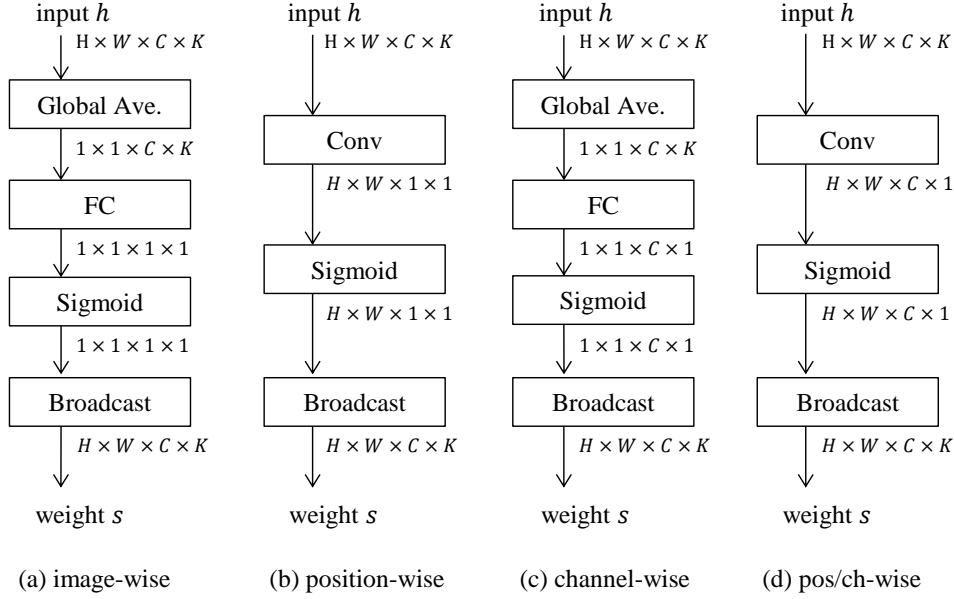 input h
H × W × C × K
Global Ave.
1 × 1 × C × K
FC
1 × 1 × 1 × 1
Sigmoid
1 × 1 × 1 × 1
Broadcast
H × W × C × K
weight s
(a) image-wise
input h
H × W × C × K
Conv
H × W × 1 × 1
Sigmoid
H × W × 1 × 1
Broadcast
H × W × C × K
weight s
(b) position-wise
input h
H × W × C × K
Global Ave.
1 × 1 × C × K
FC
1 × 1 × C × 1
Sigmoid
1 × 1 × C × 1
Broadcast
H × W × C × K
weight s
(c) channel-wise
input h
H × W × C × K
Conv
H × W × C × 1
Sigmoid
H × W × C × 1
Broadcast
H × W × C × K
weight s
(d) pos/ch-wise